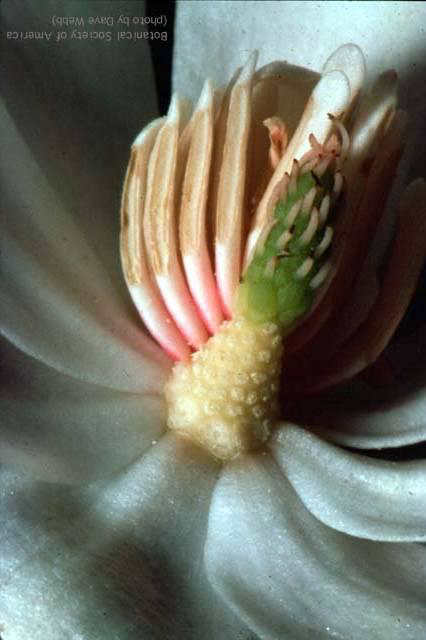 Botanical Society of America
(photo by Dave Webb)